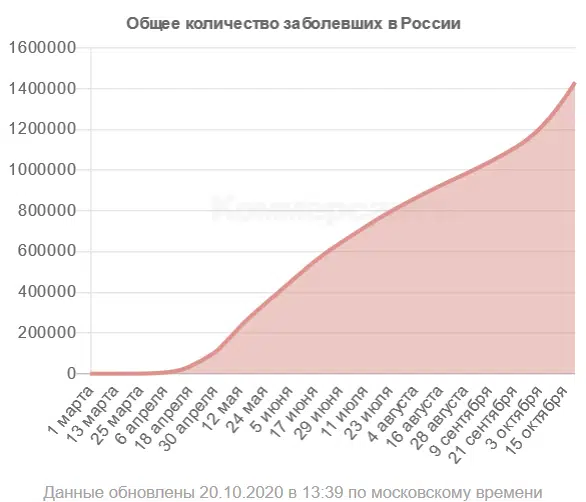 Общее количество заболевших в России
1600000
1400000
1200000
1000000
800000
600000
400000
200000
0
1 марта
13 марта
25 марта
6 апреля
18 апреля
30 апреля
12 мая
24 мая
5 июня
17 июня
29 июня
11 июля
23 июля
4 августа
16 августа
28 августа
9 сентября
21 сентября
3 октября
15 октября
Данные обновлены 20.10.2020 в 13:39 по московскому времени